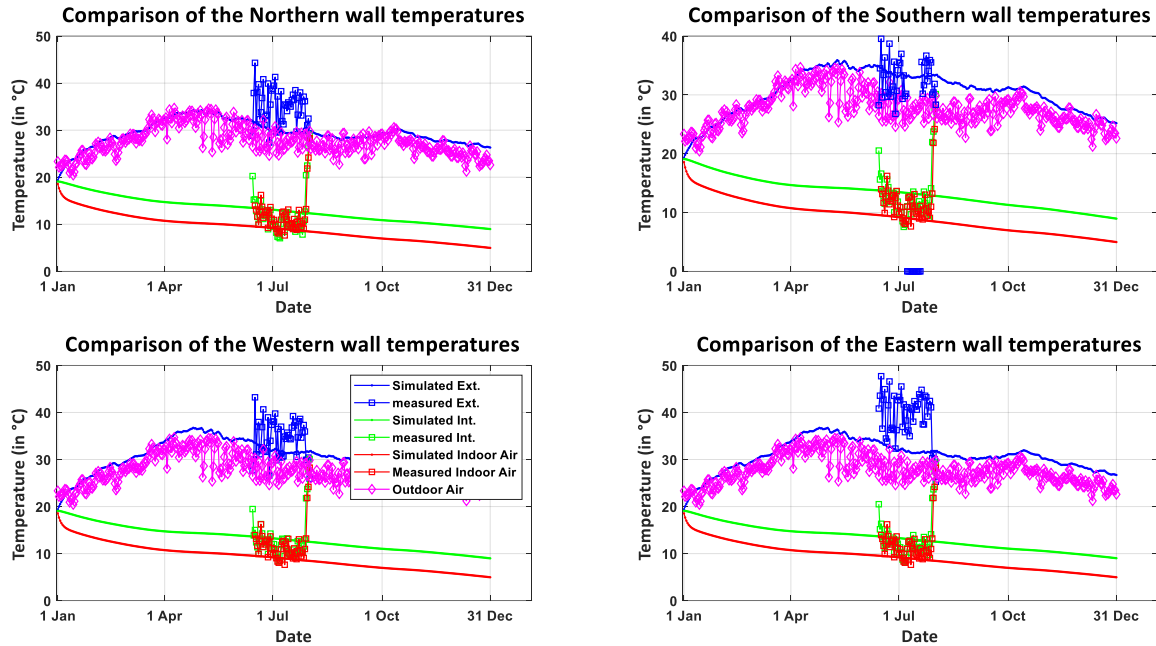 Comparison of the Northern wall temperatures
Temperature (in °C)
50
40
30
20
10
0
1 Jan
1 Apr
1 Jul
1 Oct
31 Dec
Date
Comparison of the Southern wall temperatures
Temperature (in °C)
40
30
20
10
0
1 Jan
1 Apr
1 Jul
1 Oct
31 Dec
Date
Comparison of the Western wall temperatures
Temperature (in °C)
50
40
30
20
10
0
1 Jan
1 Apr
1 Jul
1 Oct
31 Dec
Date
Simulated Ext.
measured Ext.
Simulated Int.
measured Int.
Simulated Indoor Air
Measured Indoor Air
Outdoor Air
Comparison of the Eastern wall temperatures
Temperature (in °C)
50
40
30
20
10
0
1 Jan
1 Apr
1 Jul
1 Oct
31 Dec
Date